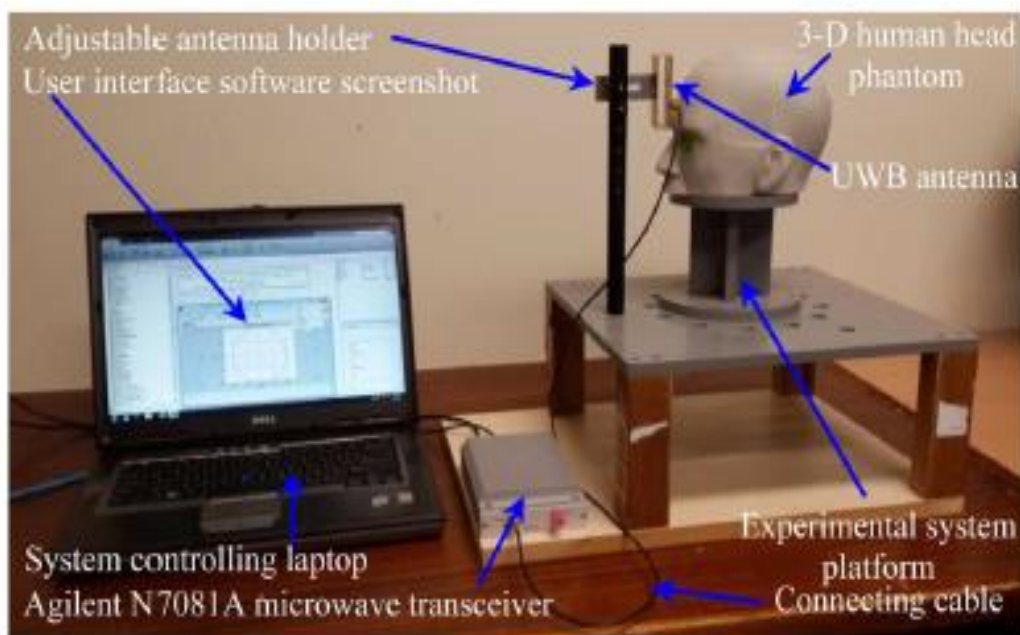 Adjustable antenna holder
User interface software screenshot
3-D human head
phantom
UWB antenna
DELL
System controlling laptop
Agilent N7081A microwave transceiver
Experimental system
platform
Connecting cable